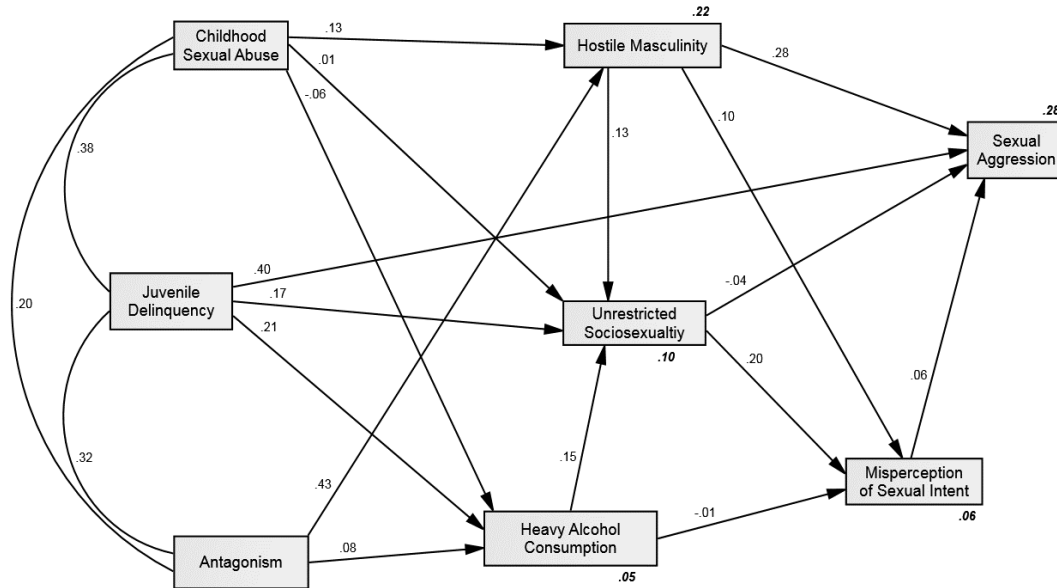 .22
Childhood
Sexual Abuse
.13
Hostile Masculinity
.01
.28
-.06
.10
.28
.13
Sexual
Aggression
.38
.40
-.04
Juvenile
Delinquency
.17
.20
.21
Unrestricted
Sociosexualtiy
.10
.20
.06
.15
.32
Misperception
of Sexual Intent
.43
-.01
.06
Heavy Alcohol
Consumption
Antagonism
.08
.05